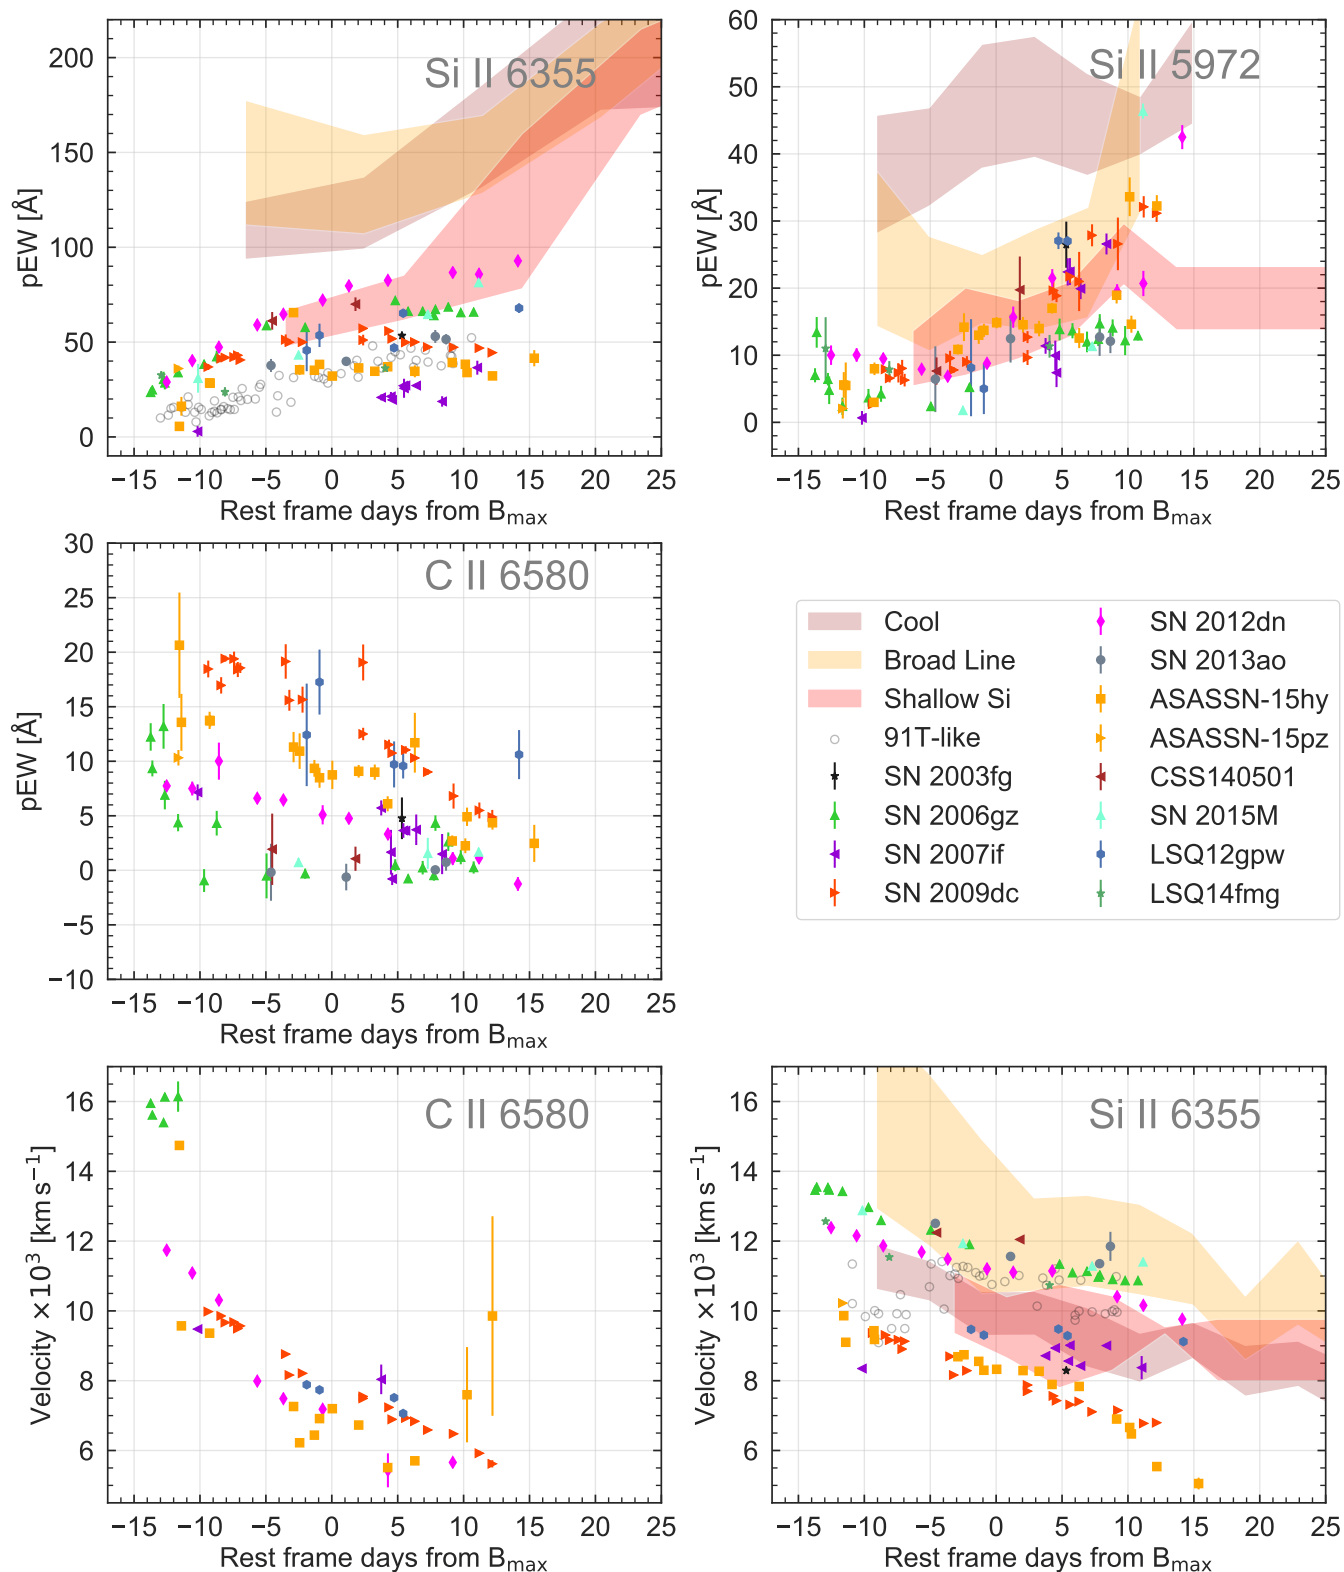 Si II 6355
pEW [Å]
0
50
100
150
200
−15 −10 −5 0 5 10 15 20 25
Rest frame days from Bmax
Si II 5972
pEW [Å]
0
10
20
30
40
50
60
−15 −10 −5 0 5 10 15 20 25
Rest frame days from Bmax
C II 6580
pEW [Å]
−10
−5
0
5
10
15
20
25
30
−15 −10 −5 0 5 10 15 20 25
Rest frame days from Bmax
Cool
Broad Line
Shallow Si
91T-like
SN 2003fg
SN 2006gz
SN 2007if
SN 2009dc
SN 2012dn
SN 2013ao
ASASSN-15hy
ASASSN-15pz
CSS140501
SN 2015M
LSQ12gpw
LSQ14fmg
C II 6580
Velocity ×10³ [km s⁻¹]
6
8
10
12
14
16
−15 −10 −5 0 5 10 15 20 25
Rest frame days from Bmax
Si II 6355
Velocity ×10³ [km s⁻¹]
6
8
10
12
14
16
−15 −10 −5 0 5 10 15 20 25
Rest frame days from Bmax